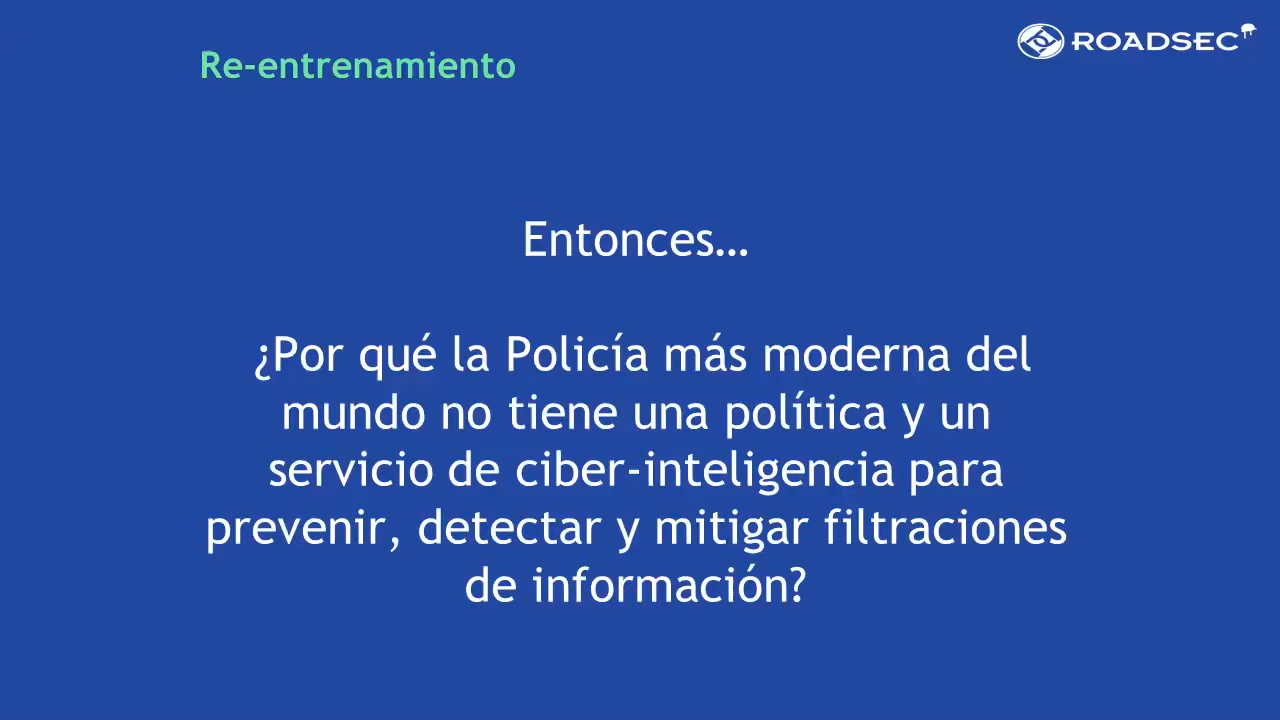 Re-entrenamiento
ROADSEC
Entonces…
¿Por qué la Policía más moderna del
mundo no tiene una política y un
servicio de ciber-inteligencia para
prevenir, detectar y mitigar filtraciones
de información?